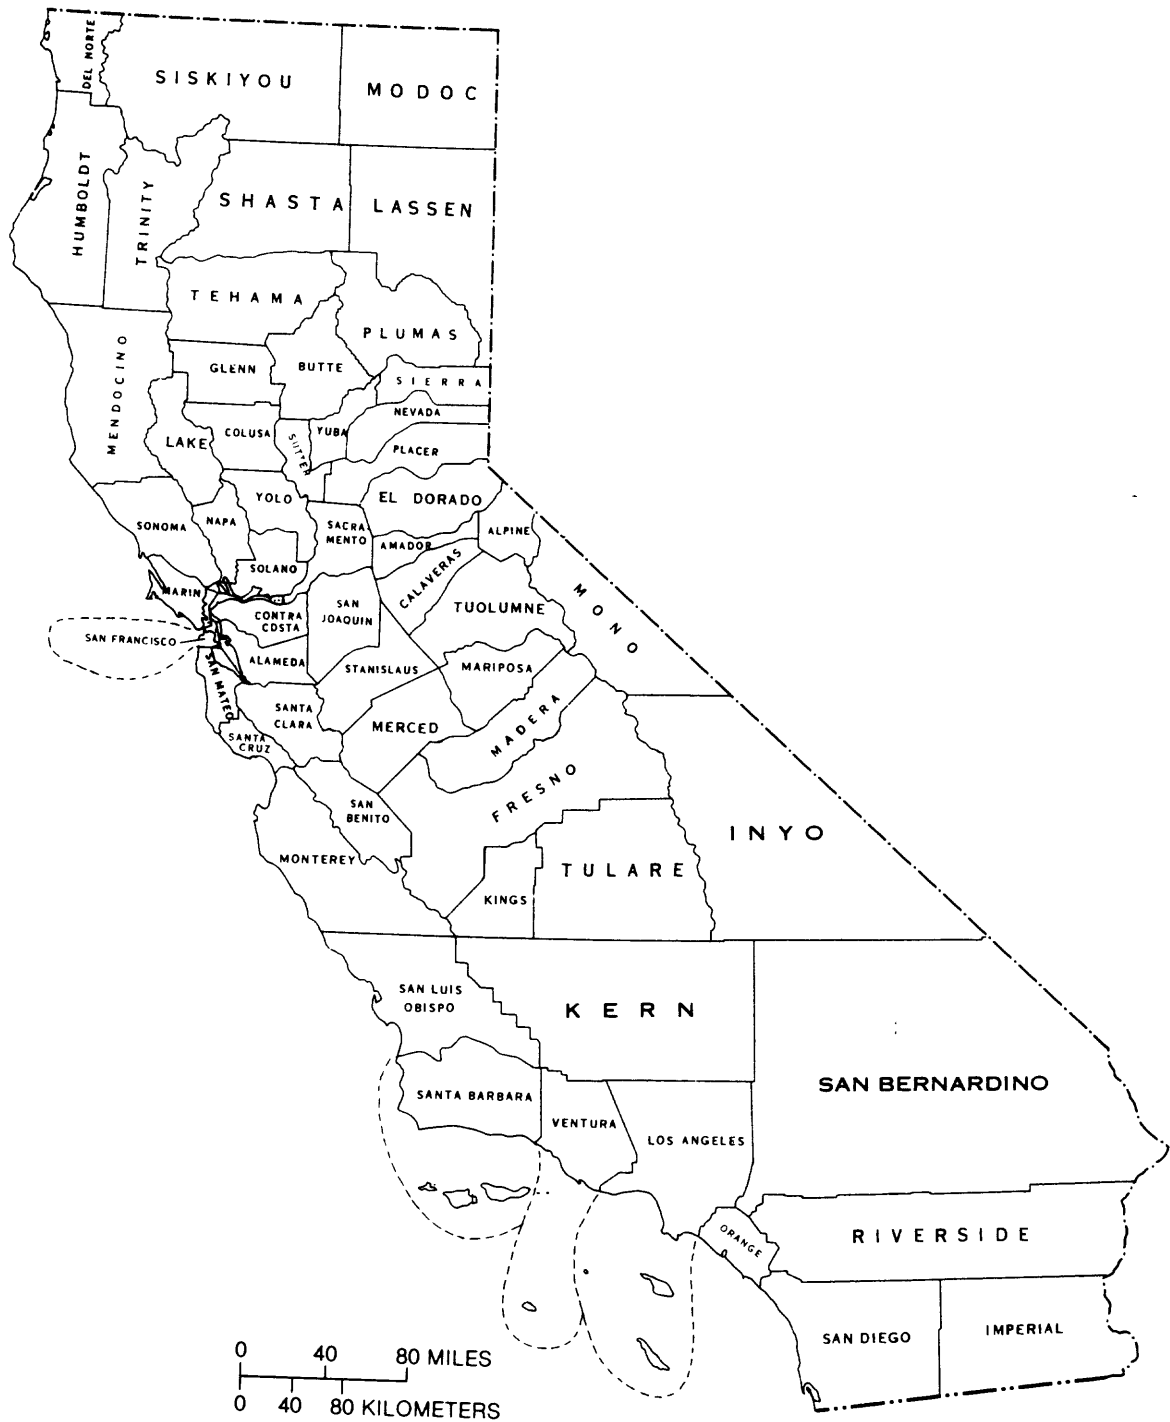 DEL NORTE
SISKIYOU
MODOC
HUMBOLDT
TRINITY
SHASTA
LASSEN
TEHAMA
PLUMAS
MENDOCINO
GLENN
BUTTE
SIERRA
NEVADA
LAKE
COLUSA
SUTTER
YUBA
PLACER
YOLO
EL DORADO
SONOMA
NAPA
SACRA-
MENTO
ALPINE
AMADOR
SOLANO
CALAVERAS
MARIN
MONO
CONTRA
COSTA
SAN
JOAQUIN
TUOLUMNE
SAN FRANCISCO
ALAMEDA
STANISLAUS
MARIPOSA
SAN MATEO
SANTA
CLARA
MERCED
MADERA
SANTA
CRUZ
FRESNO
SAN
BENITO
INYO
MONTEREY
TULARE
KINGS
SAN LUIS
OBISPO
KERN
SAN BERNARDINO
SANTA BARBARA
VENTURA
LOS ANGELES
ORANGE
RIVERSIDE
SAN DIEGO
IMPERIAL
0 40 80 MILES
0 40 80 KILOMETERS